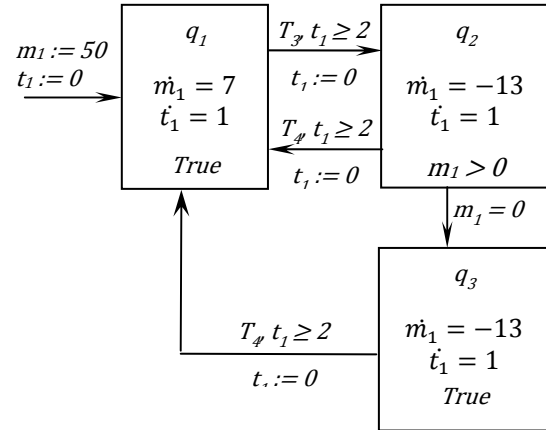 m₁ := 50
t₁ := 0
q₁
ṁ₁ = 7
ṫ₁ = 1
True
T₃, t₁ ≥ 2
t₁ := 0
T₄, t₁ ≥ 2
t₁ := 0
q₂
ṁ₁ = −13
ṫ₁ = 1
m₁ > 0
m₁ = 0
q₃
ṁ₁ = −13
ṫ₁ = 1
True
T₄, t₁ ≥ 2
t₁ := 0